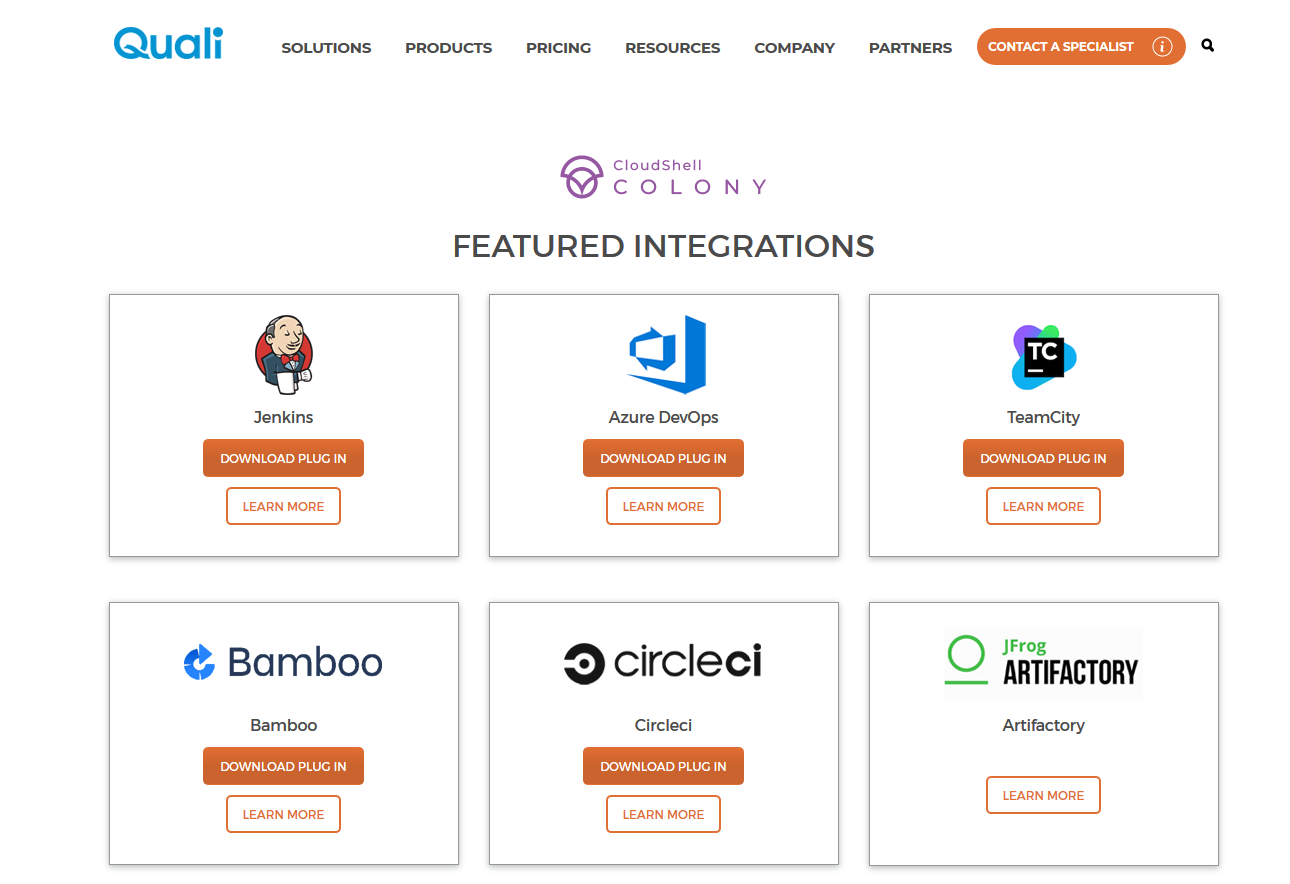 Quali
SOLUTIONS PRODUCTS PRICING RESOURCES COMPANY PARTNERS CONTACT A SPECIALIST i
CloudShell
COLONY
FEATURED INTEGRATIONS
TC
Jenkins Azure DevOps TeamCity
DOWNLOAD PLUG IN DOWNLOAD PLUG IN DOWNLOAD PLUG IN
LEARN MORE LEARN MORE LEARN MORE
Bamboo circleci JFrog
ARTIFACTORY
Bamboo Circleci Artifactory
DOWNLOAD PLUG IN DOWNLOAD PLUG IN
LEARN MORE LEARN MORE LEARN MORE